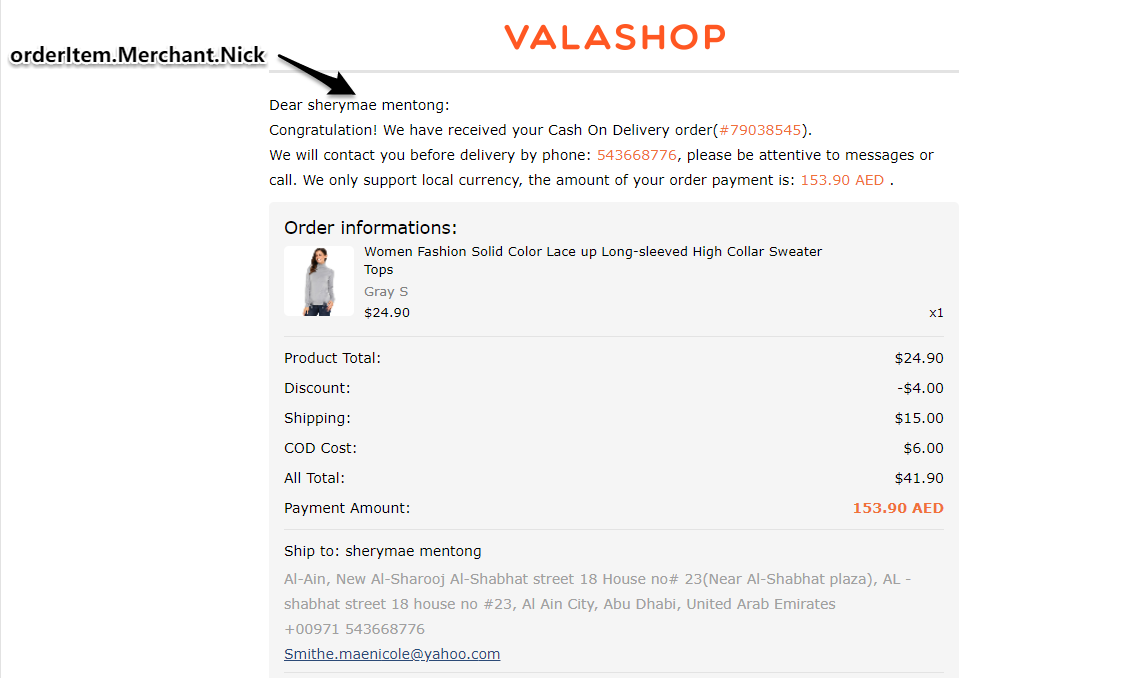 VALASHOP
orderItem.Merchant.Nick
Dear sherymae mentong:
Congratulation! We have received your Cash On Delivery order(#79038545).
We will contact you before delivery by phone: 543668776, please be attentive to messages or
call. We only support local currency, the amount of your order payment is: 153.90 AED .
Order informations:
Women Fashion Solid Color Lace up Long-sleeved High Collar Sweater
Tops
Gray S
$24.90 x1
Product Total: $24.90
Discount: -$4.00
Shipping: $15.00
COD Cost: $6.00
All Total: $41.90
Payment Amount: 153.90 AED
Ship to: sherymae mentong
Al-Ain, New Al-Sharooj Al-Shabhat street 18 House no# 23(Near Al-Shabhat plaza), AL -
shabhat street 18 house no #23, Al Ain City, Abu Dhabi, United Arab Emirates
+00971 543668776
Smithe.maenicole@yahoo.com